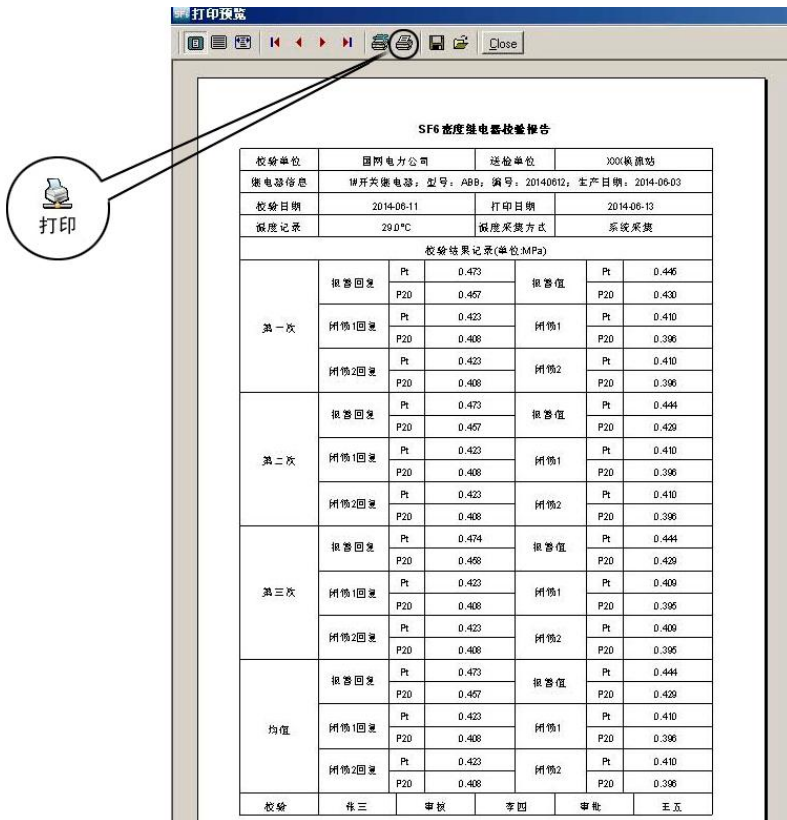 打印预览
Close
打印
SF6密度继电器校验报告
校验单位 国网电力公司 送检单位 XXX换流站
继电器信息 1#开关继电器; 型号: ABB; 编号: 20140612; 生产日期: 2014-06-03
校验日期 2014-06-11 打印日期 2014-06-13
温度记录 29.0°C 温度采集方式 系统采集
校验结果记录(单位:MPa)
第一次
报警回复 Pt 0.473 报警值 Pt 0.445
P20 0.457 P20 0.430
闭锁1回复 Pt 0.423 闭锁1 Pt 0.410
P20 0.408 P20 0.396
闭锁2回复 Pt 0.423 闭锁2 Pt 0.410
P20 0.408 P20 0.396
第二次
报警回复 Pt 0.473 报警值 Pt 0.444
P20 0.457 P20 0.429
闭锁1回复 Pt 0.423 闭锁1 Pt 0.410
P20 0.408 P20 0.396
闭锁2回复 Pt 0.423 闭锁2 Pt 0.410
P20 0.408 P20 0.396
第三次
报警回复 Pt 0.474 报警值 Pt 0.444
P20 0.458 P20 0.429
闭锁1回复 Pt 0.423 闭锁1 Pt 0.409
P20 0.408 P20 0.395
闭锁2回复 Pt 0.423 闭锁2 Pt 0.409
P20 0.408 P20 0.395
均值
报警回复 Pt 0.473 报警值 Pt 0.444
P20 0.457 P20 0.429
闭锁1回复 Pt 0.423 闭锁1 Pt 0.410
P20 0.408 P20 0.396
闭锁2回复 Pt 0.423 闭锁2 Pt 0.410
P20 0.408 P20 0.396
校验 张三 审核 李四 审批 王五